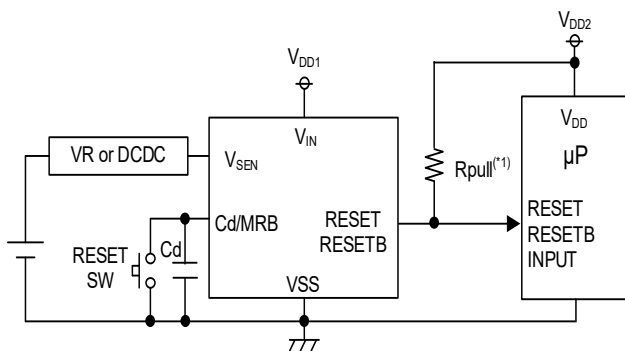 VDD2
VDD1
VDD
VIN
VR or DCDC
VSEN
Rpull(*1)
µP
Cd/MRB
RESET
RESETB
RESET
RESETB
INPUT
RESET
SW
Cd
VSS